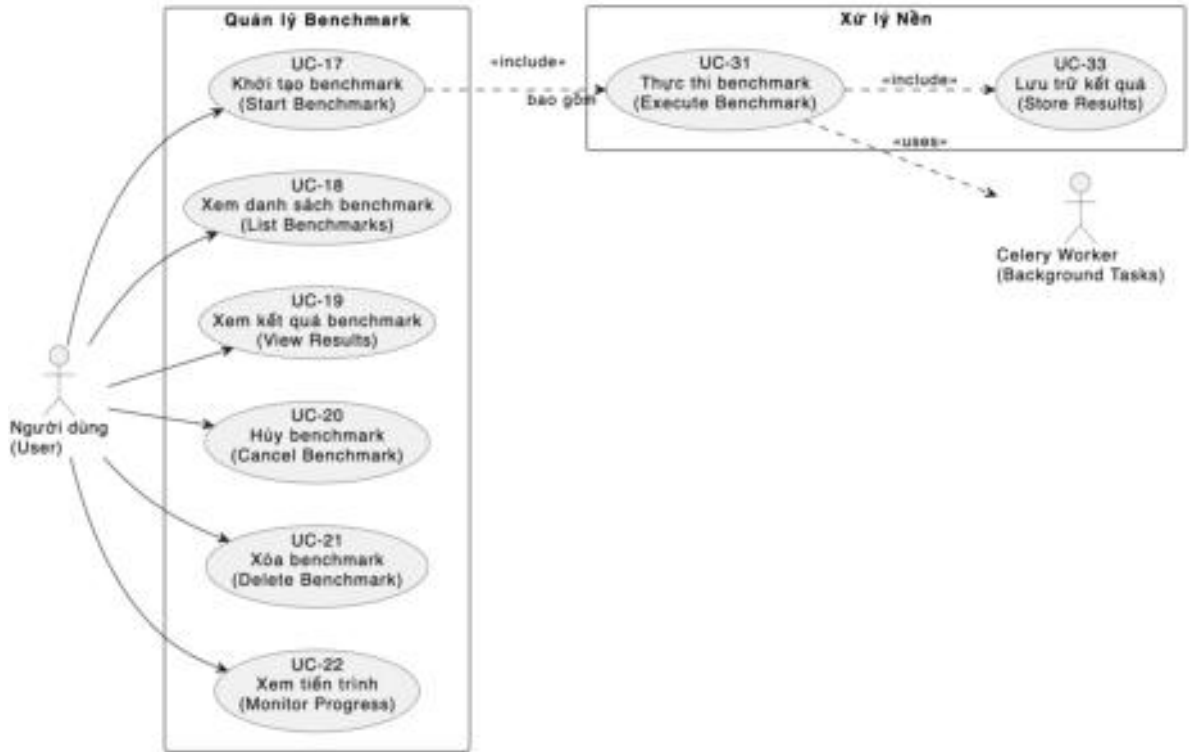 Quản lý Benchmark
UC-17
Khởi tạo benchmark
(Start Benchmark)
UC-18
Xem danh sách benchmark
(List Benchmarks)
UC-19
Xem kết quả benchmark
(View Results)
UC-20
Hủy benchmark
(Cancel Benchmark)
UC-21
Xóa benchmark
(Delete Benchmark)
UC-22
Xem tiến trình
(Monitor Progress)
Người dùng
(User)
«include»
bao gồm
Xử lý Nền
UC-31
Thực thi benchmark
(Execute Benchmark)
«include»
UC-33
Lưu trữ kết quả
(Store Results)
«uses»
Celery Worker
(Background Tasks)